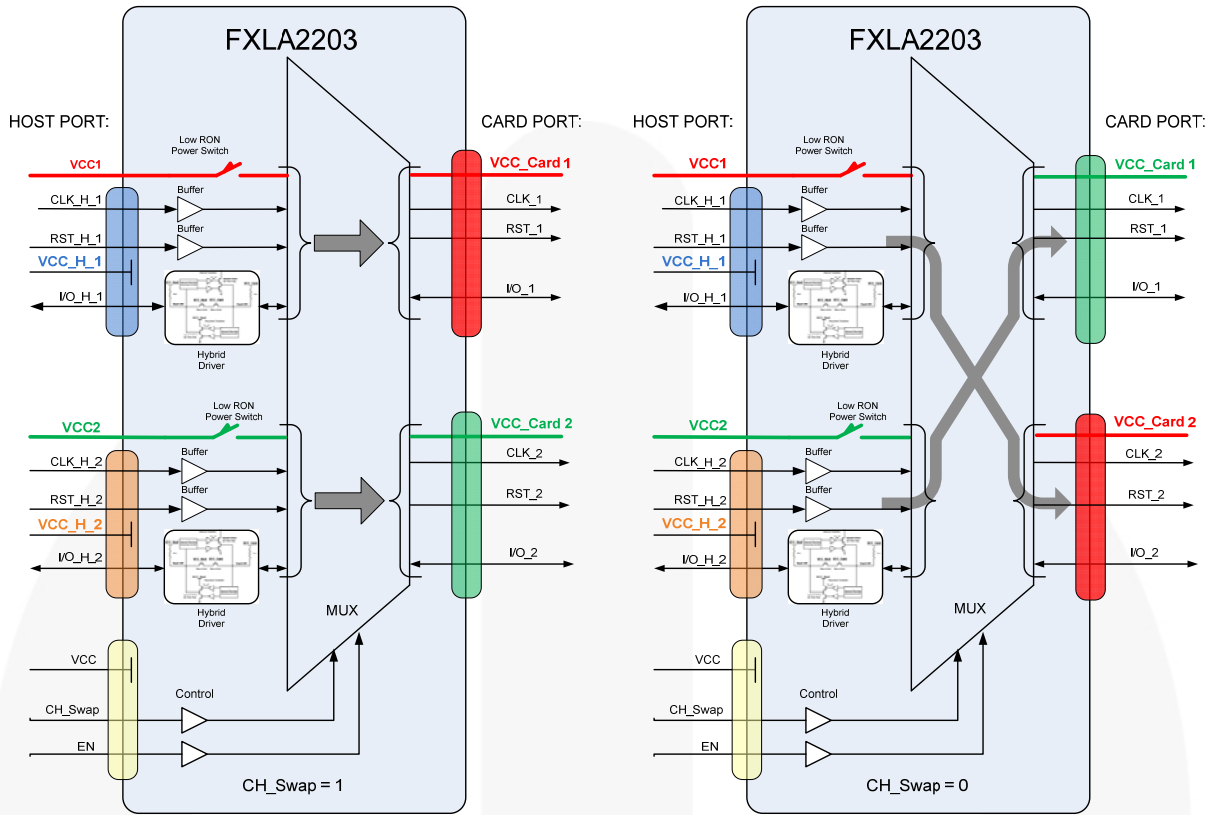 FXLA2203
HOST PORT:
CARD PORT:
Low RON
Power Switch
VCC1
VCC_Card 1
Buffer
CLK_H_1
CLK_1
Buffer
RST_H_1
RST_1
VCC_H_1
I/O_H_1
I/O_1
Hybrid
Driver
Low RON
Power Switch
VCC2
VCC_Card 2
Buffer
CLK_H_2
CLK_2
Buffer
RST_H_2
RST_2
VCC_H_2
I/O_H_2
I/O_2
Hybrid
Driver
MUX
VCC
Control
CH_Swap
EN
CH_Swap = 1
FXLA2203
HOST PORT:
CARD PORT:
Low RON
Power Switch
VCC1
VCC_Card 1
Buffer
CLK_H_1
CLK_1
Buffer
RST_H_1
RST_1
VCC_H_1
I/O_H_1
I/O_1
Hybrid
Driver
Low RON
Power Switch
VCC2
VCC_Card 2
Buffer
CLK_H_2
CLK_2
Buffer
RST_H_2
RST_2
VCC_H_2
I/O_H_2
I/O_2
Hybrid
Driver
MUX
VCC
Control
CH_Swap
EN
CH_Swap = 0